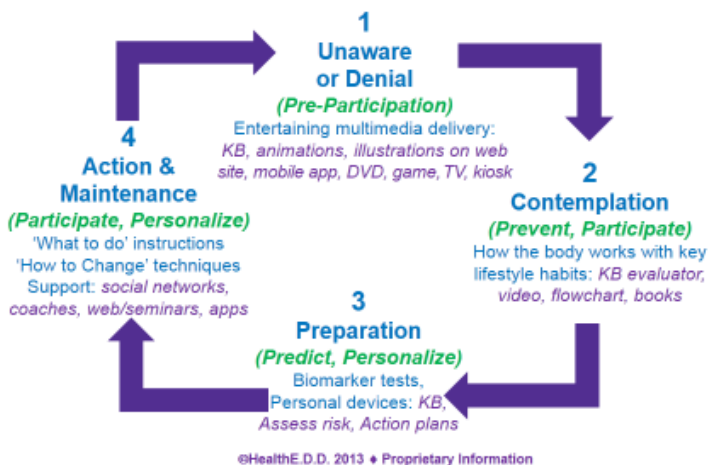 1
Unaware
or Denial
(Pre-Participation)
Entertaining multimedia delivery:
KB, animations, illustrations on web
site, mobile app, DVD, game, TV, kiosk
2
Contemplation
(Prevent, Participate)
How the body works with key
lifestyle habits: KB evaluator,
video, flowchart, books
3
Preparation
(Predict, Personalize)
Biomarker tests,
Personal devices: KB,
Assess risk, Action plans
4
Action &
Maintenance
(Participate, Personalize)
'What to do' instructions
'How to Change' techniques
Support: social networks,
coaches, web/seminars, apps
©HealthE.D.D. 2013 ♦ Proprietary Information